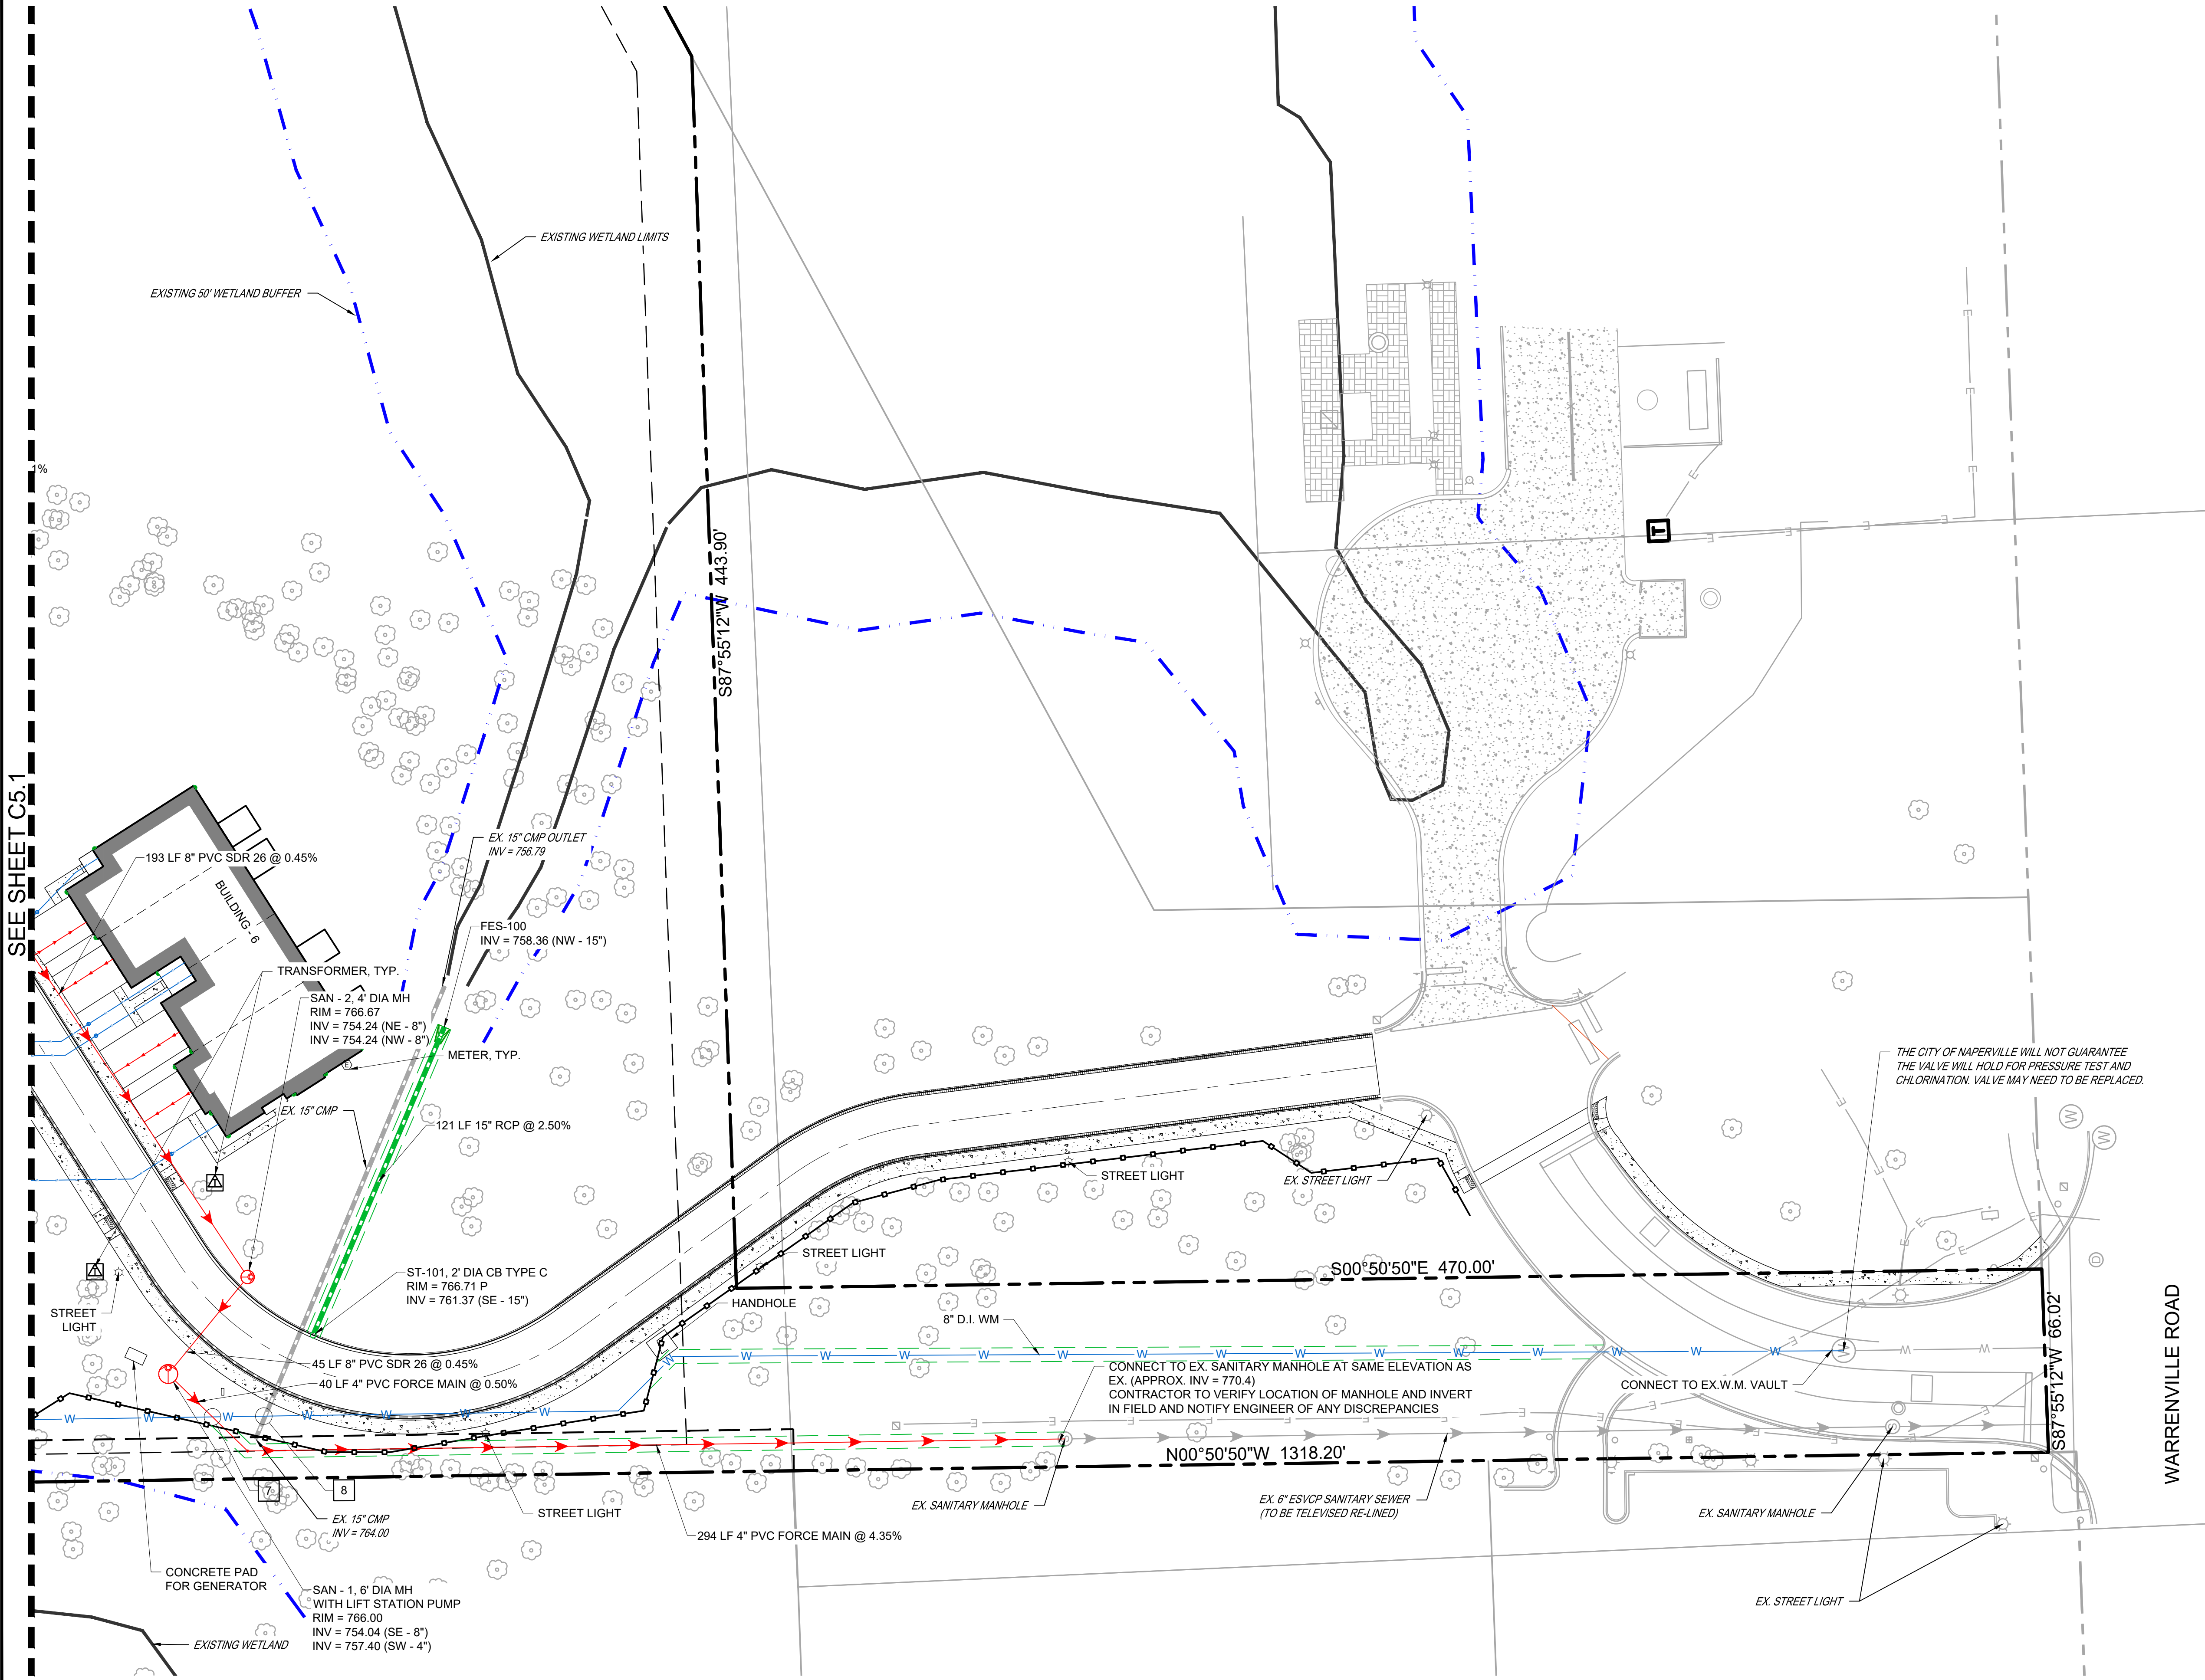 SEE SHEET C5.1
EXISTING WETLAND LIMITS
EXISTING 50' WETLAND BUFFER
1%
S87°55'12"W 443.90'
T
EX. 15" CMP OUTLET
INV = 756.79
193 LF 8" PVC SDR 26 @ 0.45%
BUILDING - 6
FES-100
INV = 758.36 (NW - 15")
TRANSFORMER, TYP.
SAN - 2, 4' DIA MH
RIM = 766.67
INV = 754.24 (NE - 8")
INV = 754.24 (NW - 8")
METER, TYP.
E
EX. 15" CMP
121 LF 15" RCP @ 2.50%
THE CITY OF NAPERVILLE WILL NOT GUARANTEE
THE VALVE WILL HOLD FOR PRESSURE TEST AND
CHLORINATION. VALVE MAY NEED TO BE REPLACED.
STREET LIGHT
EX. STREET LIGHT
STREET LIGHT
ST-101, 2' DIA CB TYPE C
RIM = 766.71 P
INV = 761.37 (SE - 15")
S00°50'50"E 470.00'
STREET
LIGHT
HANDHOLE
8" D.I. WM
S87°55'12"W 66.02'
WARRENVILLE ROAD
45 LF 8" PVC SDR 26 @ 0.45%
40 LF 4" PVC FORCE MAIN @ 0.50%
CONNECT TO EX. SANITARY MANHOLE AT SAME ELEVATION AS
EX. (APPROX. INV = 770.4)
CONTRACTOR TO VERIFY LOCATION OF MANHOLE AND INVERT
IN FIELD AND NOTIFY ENGINEER OF ANY DISCREPANCIES
CONNECT TO EX.W.M. VAULT
W W W W W W W
W W W W W W W W W W W W W W W
N00°50'50"W 1318.20'
7
8
EX. 15" CMP
INV = 764.00
STREET LIGHT
EX. SANITARY MANHOLE
EX. 6" ESVCP SANITARY SEWER
(TO BE TELEVISED RE-LINED)
EX. SANITARY MANHOLE
294 LF 4" PVC FORCE MAIN @ 4.35%
CONCRETE PAD
FOR GENERATOR
SAN - 1, 6' DIA MH
WITH LIFT STATION PUMP
RIM = 766.00
INV = 754.04 (SE - 8")
INV = 757.40 (SW - 4")
EX. STREET LIGHT
EXISTING WETLAND